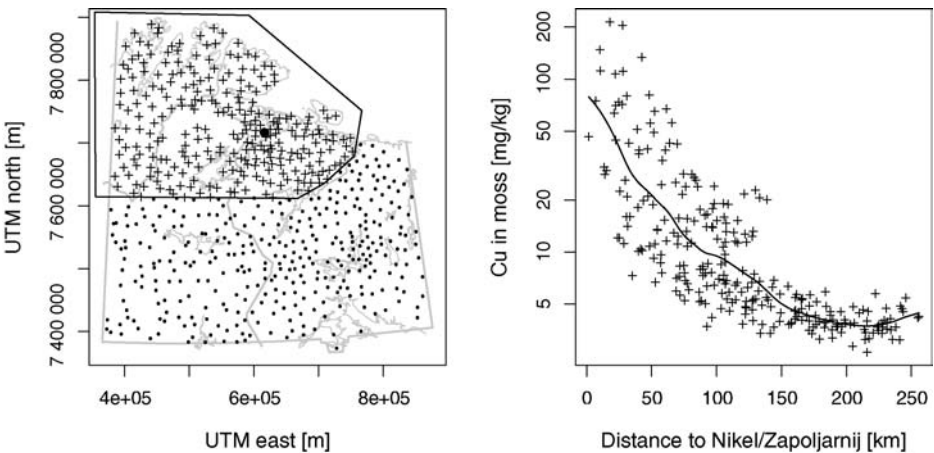 7 400 000 7 600 000 7 800 000
UTM north [m]
4e+05 6e+05 8e+05
UTM east [m]
200
100
50
20
10
5
Cu in moss [mg/kg]
0 50 100 150 200 250
Distance to Nikel/Zapoljarnij [km]